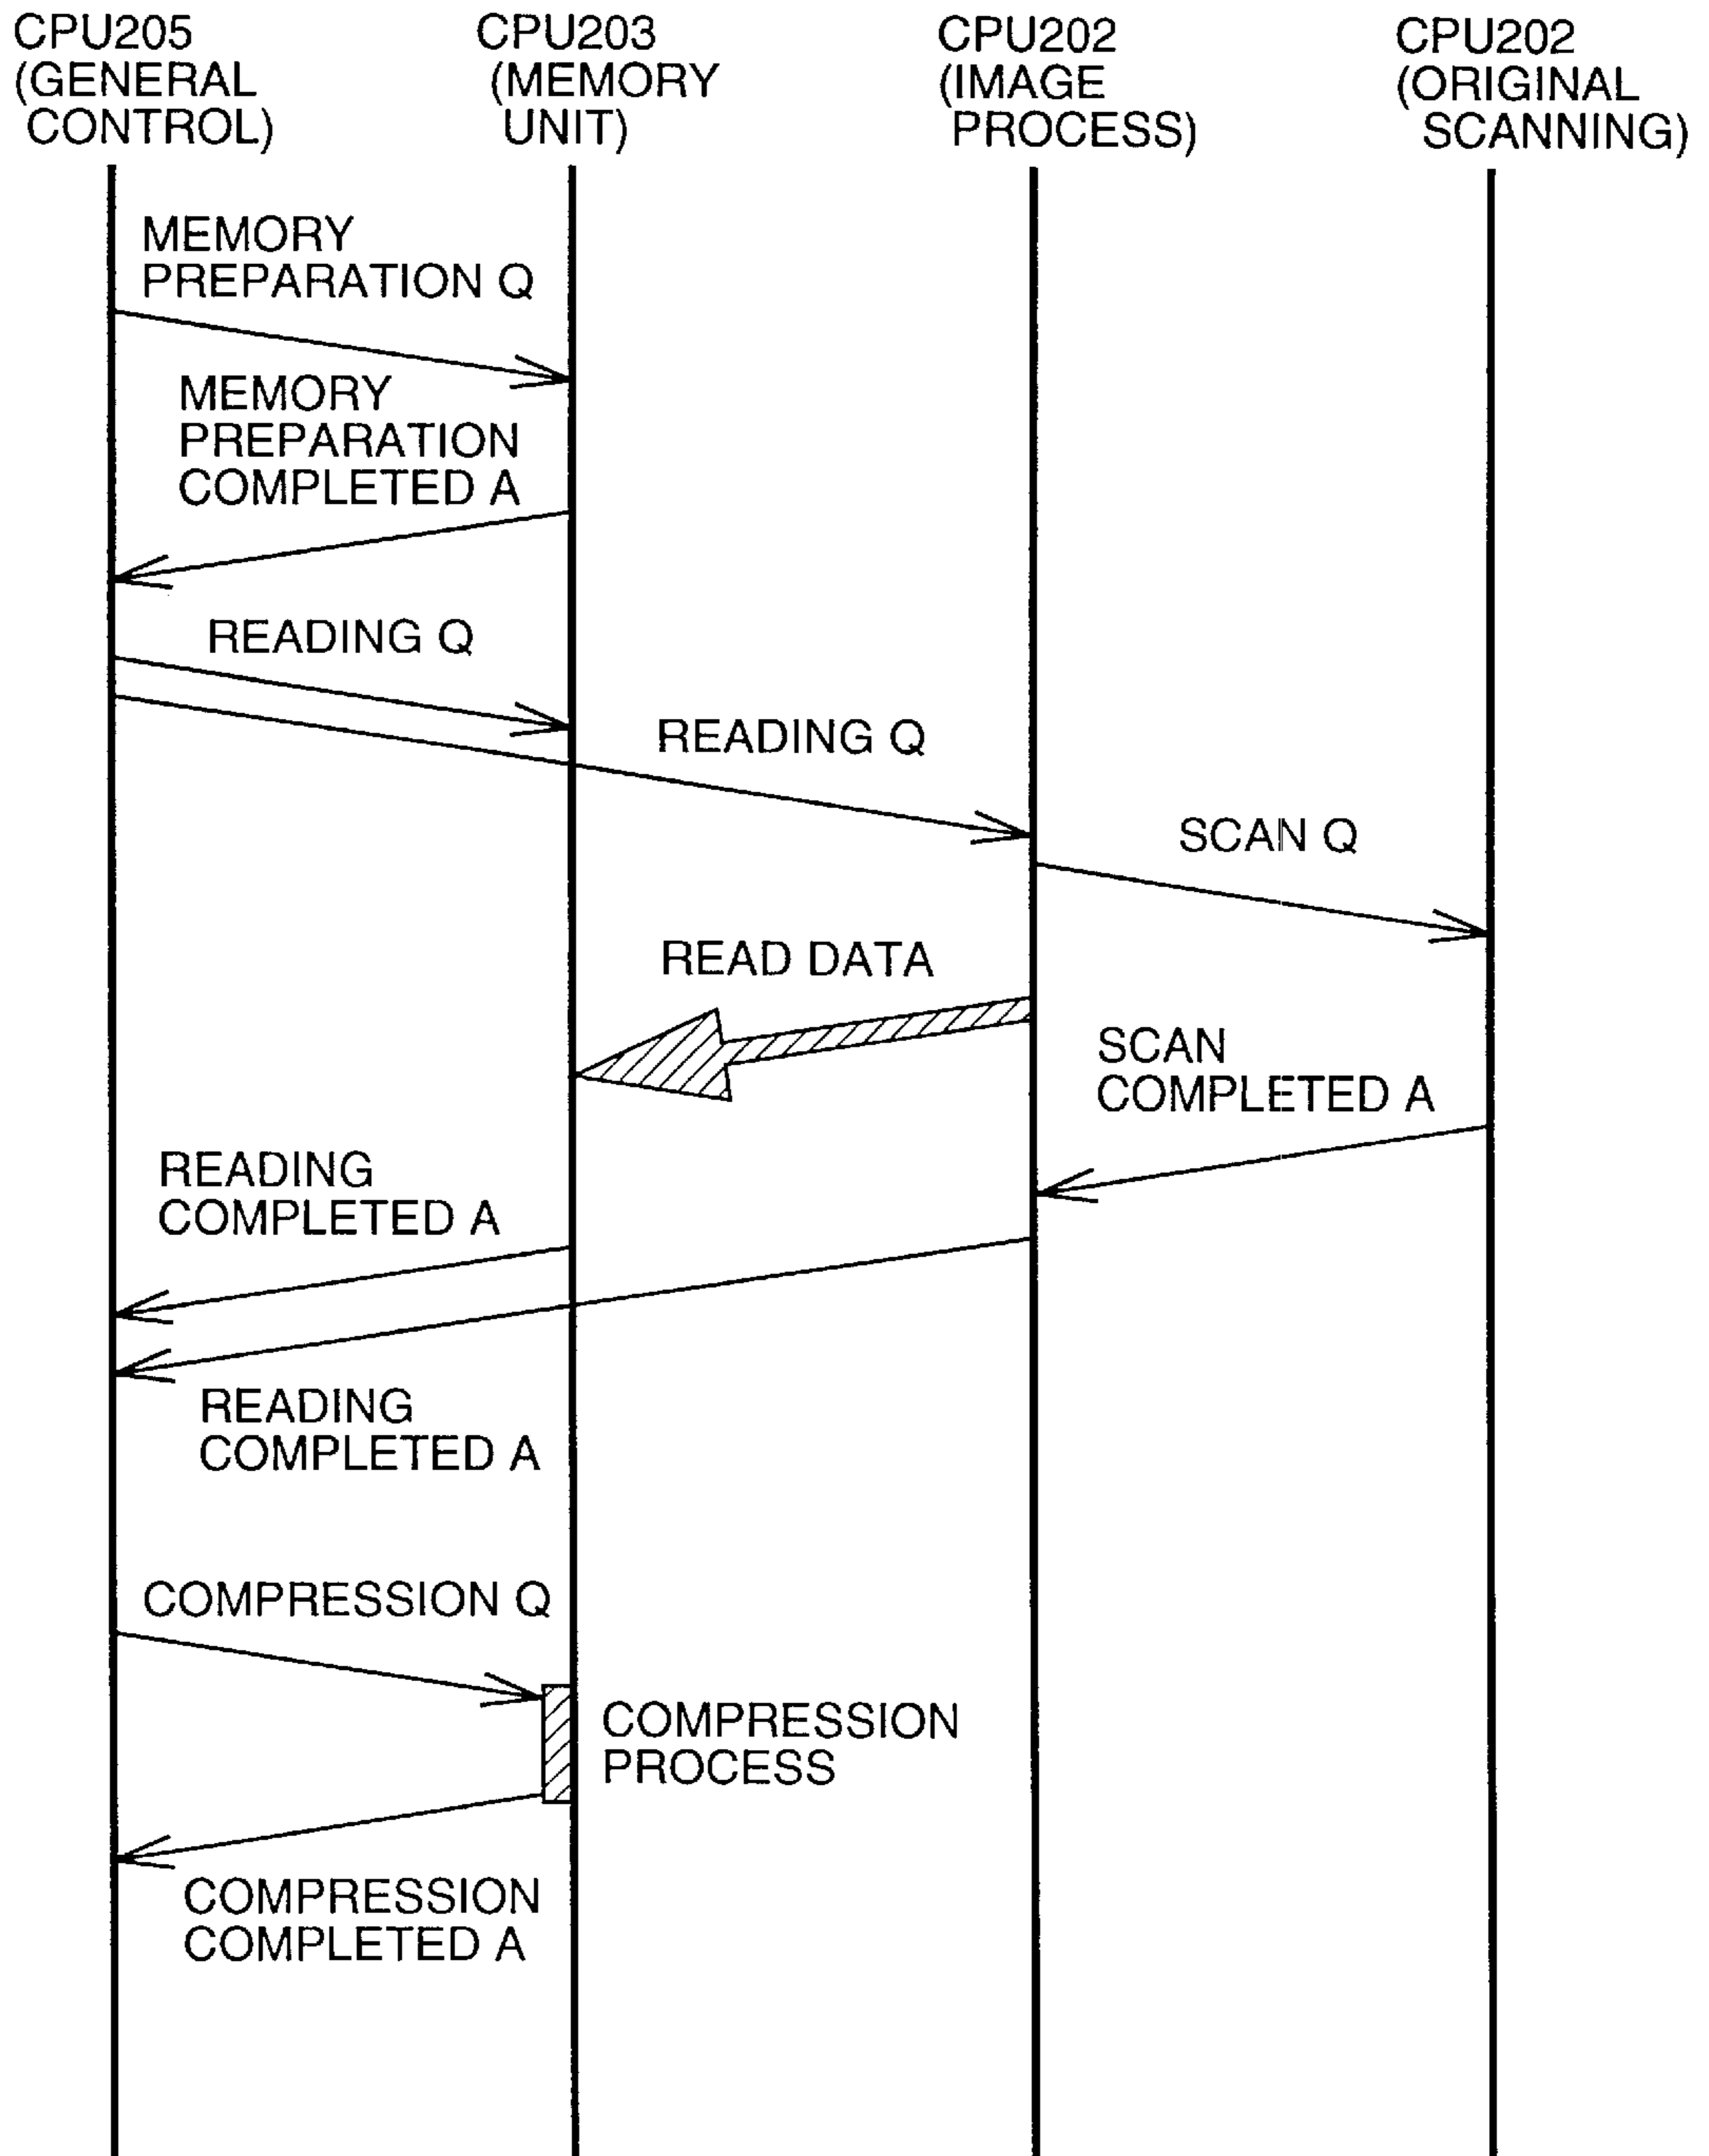 CPU205
(GENERAL
CONTROL)
CPU203
(MEMORY
UNIT)
CPU202
(IMAGE
PROCESS)
CPU202
(ORIGINAL
SCANNING)
MEMORY
PREPARATION Q
MEMORY
PREPARATION
COMPLETED A
READING Q
READING Q
SCAN Q
READ DATA
SCAN
COMPLETED A
READING
COMPLETED A
READING
COMPLETED A
COMPRESSION Q
COMPRESSION
PROCESS
COMPRESSION
COMPLETED A